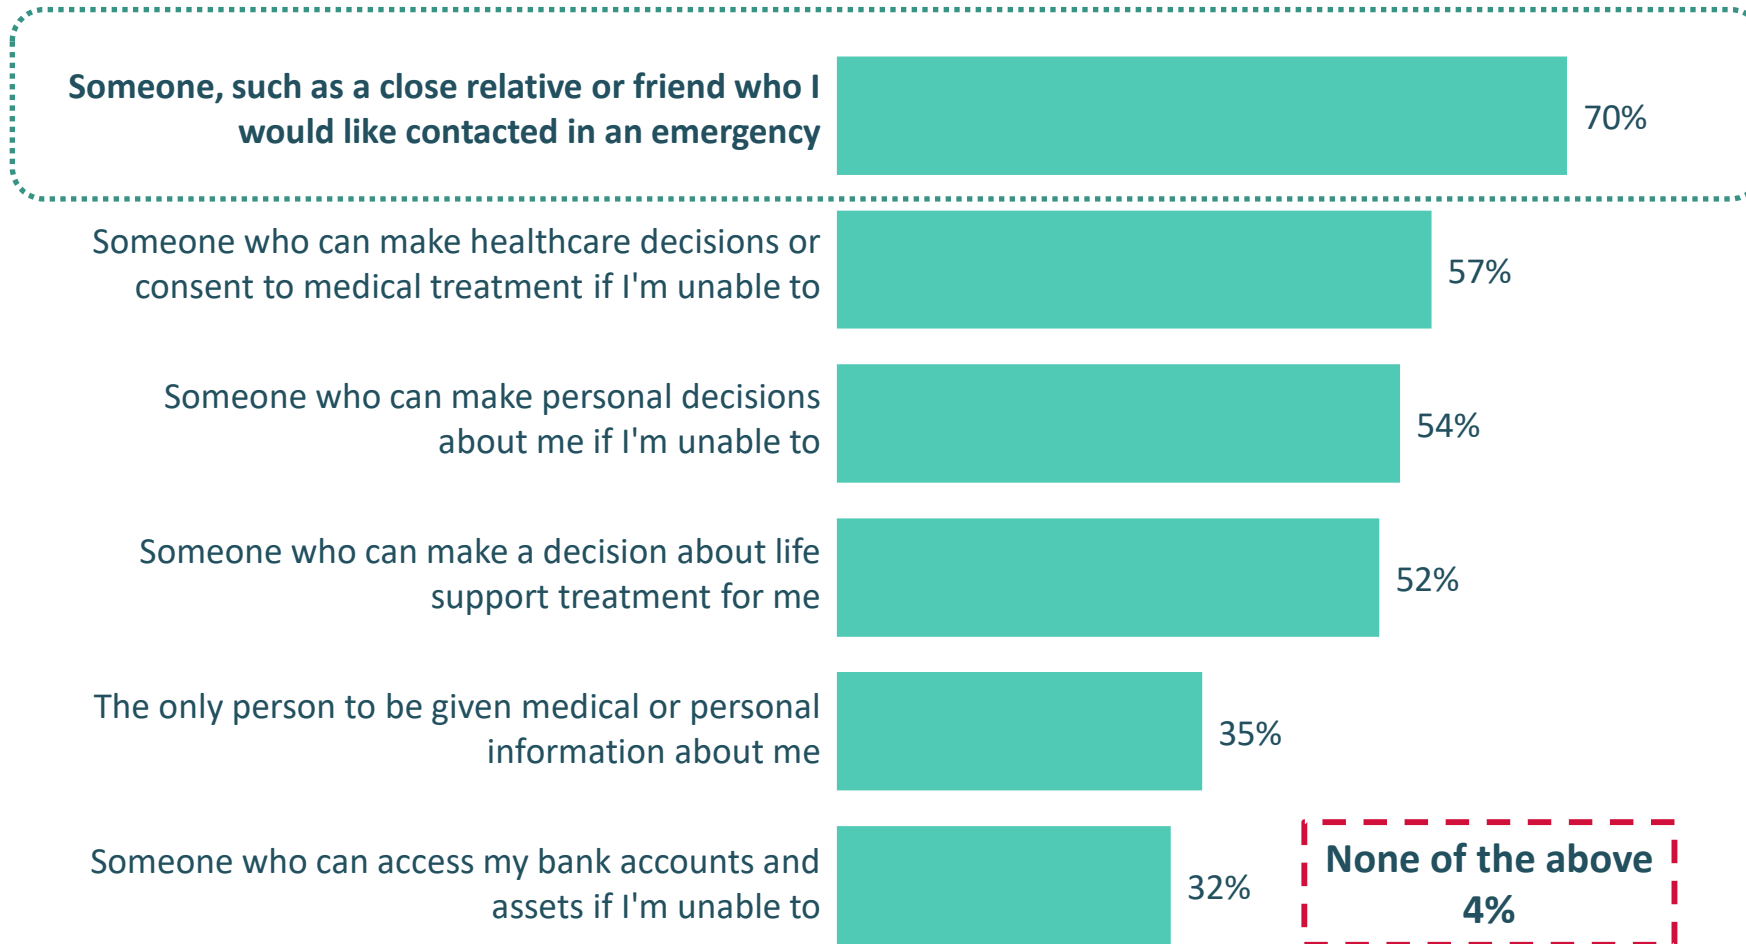 Someone, such as a close relative or friend who I
would like contacted in an emergency
70%
Someone who can make healthcare decisions or
consent to medical treatment if I'm unable to
57%
Someone who can make personal decisions
about me if I'm unable to
54%
Someone who can make a decision about life
support treatment for me
52%
The only person to be given medical or personal
information about me
35%
Someone who can access my bank accounts and
assets if I'm unable to
32%
None of the above
4%